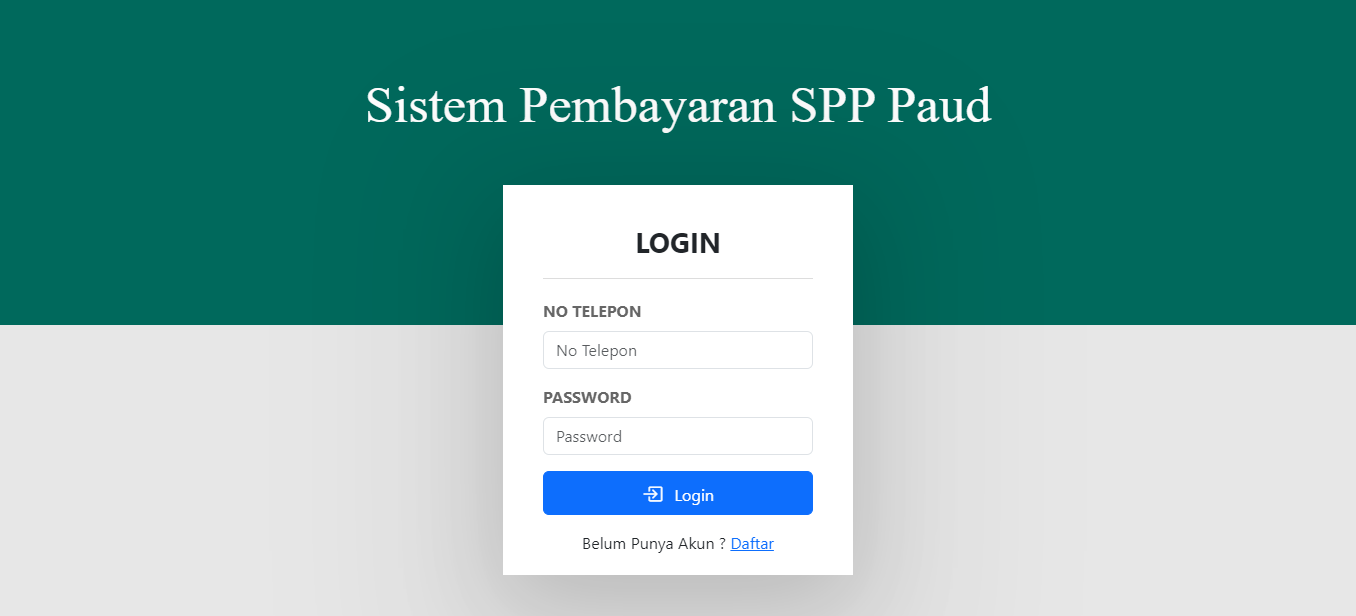 Sistem Pembayaran SPP Paud
LOGIN
NO TELEPON
No Telepon
PASSWORD
Password
Login
Belum Punya Akun ? Daftar